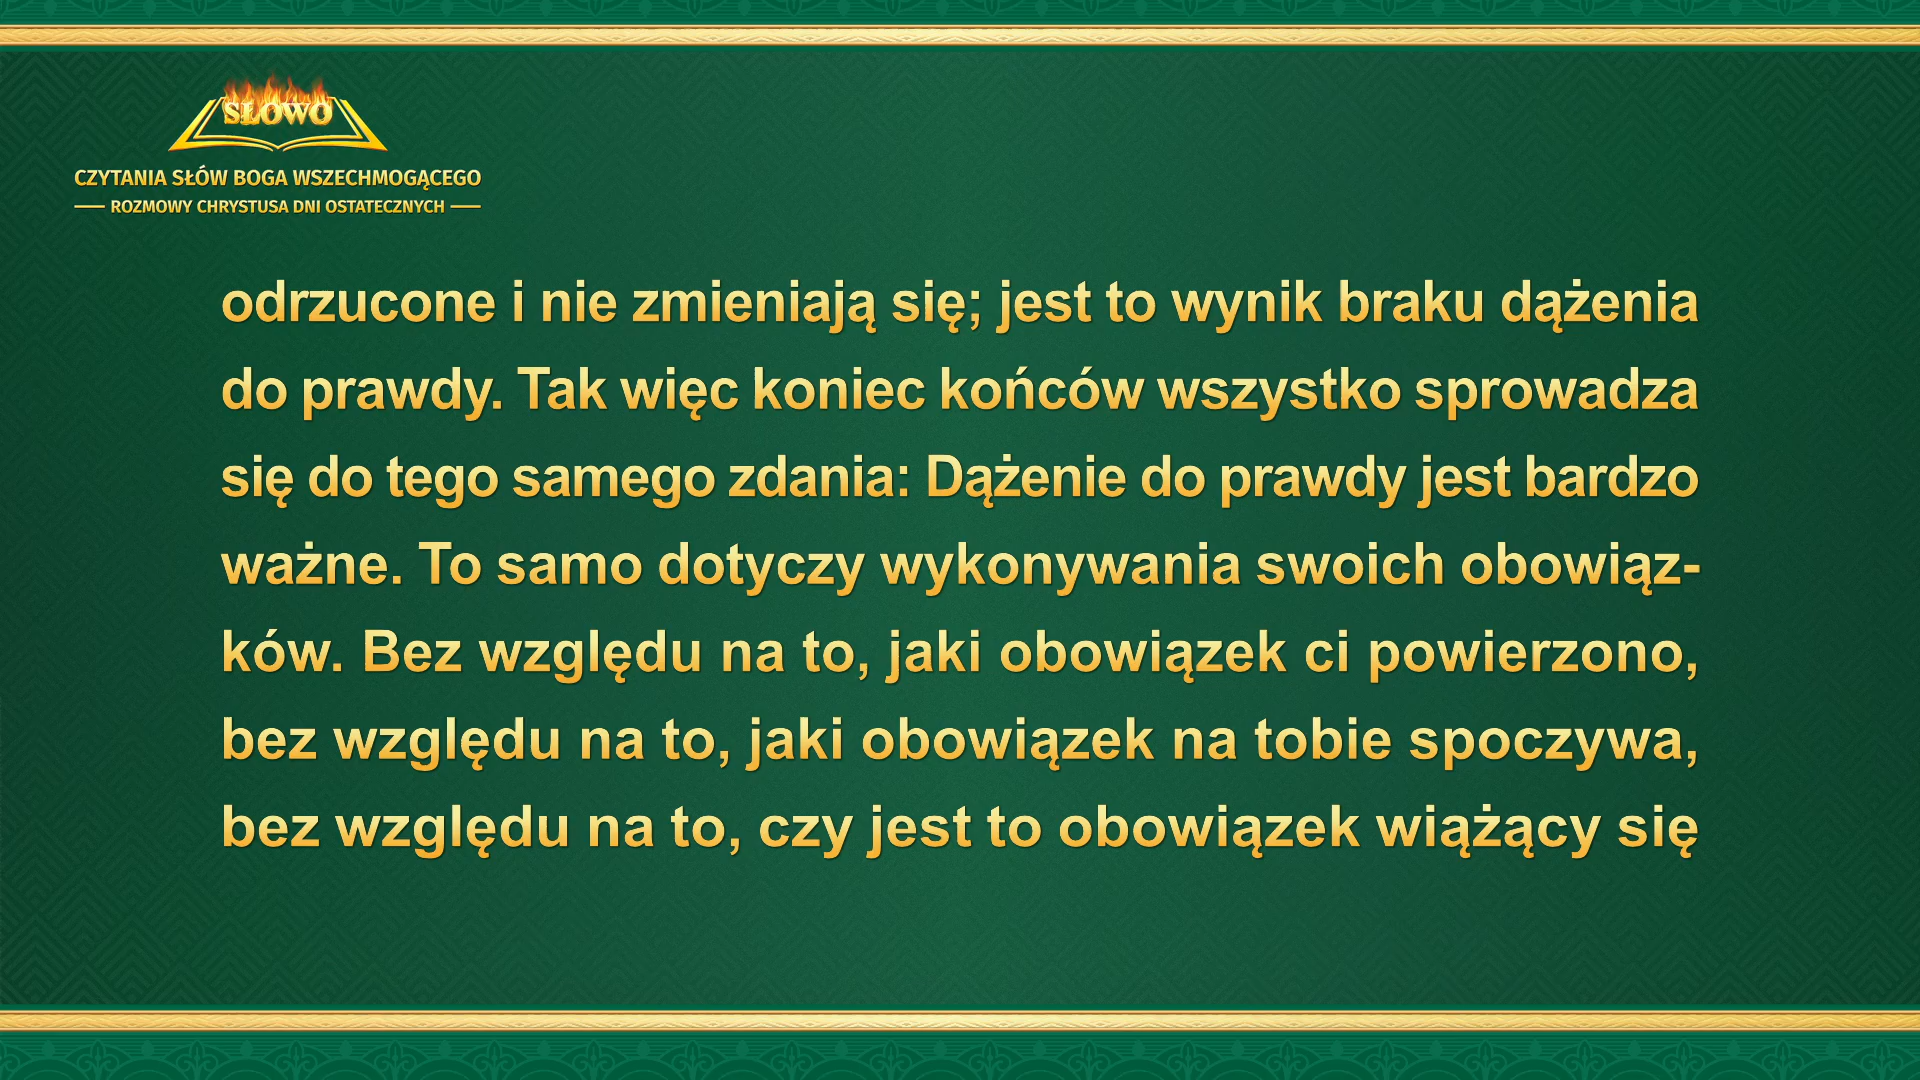 SŁOWO
CZYTANIA SŁÓW BOGA WSZECHMOGĄCEGO
ROZMOWY CHRYSTUSA DNI OSTATECZNYCH
odrzucone i nie zmieniają się; jest to wynik braku dążenia
do prawdy. Tak więc koniec końców wszystko sprowadza
się do tego samego zdania: Dążenie do prawdy jest bardzo
ważne. To samo dotyczy wykonywania swoich obowiąz-
ków. Bez względu na to, jaki obowiązek ci powierzono,
bez względu na to, jaki obowiązek na tobie spoczywa,
bez względu na to, czy jest to obowiązek wiążący się